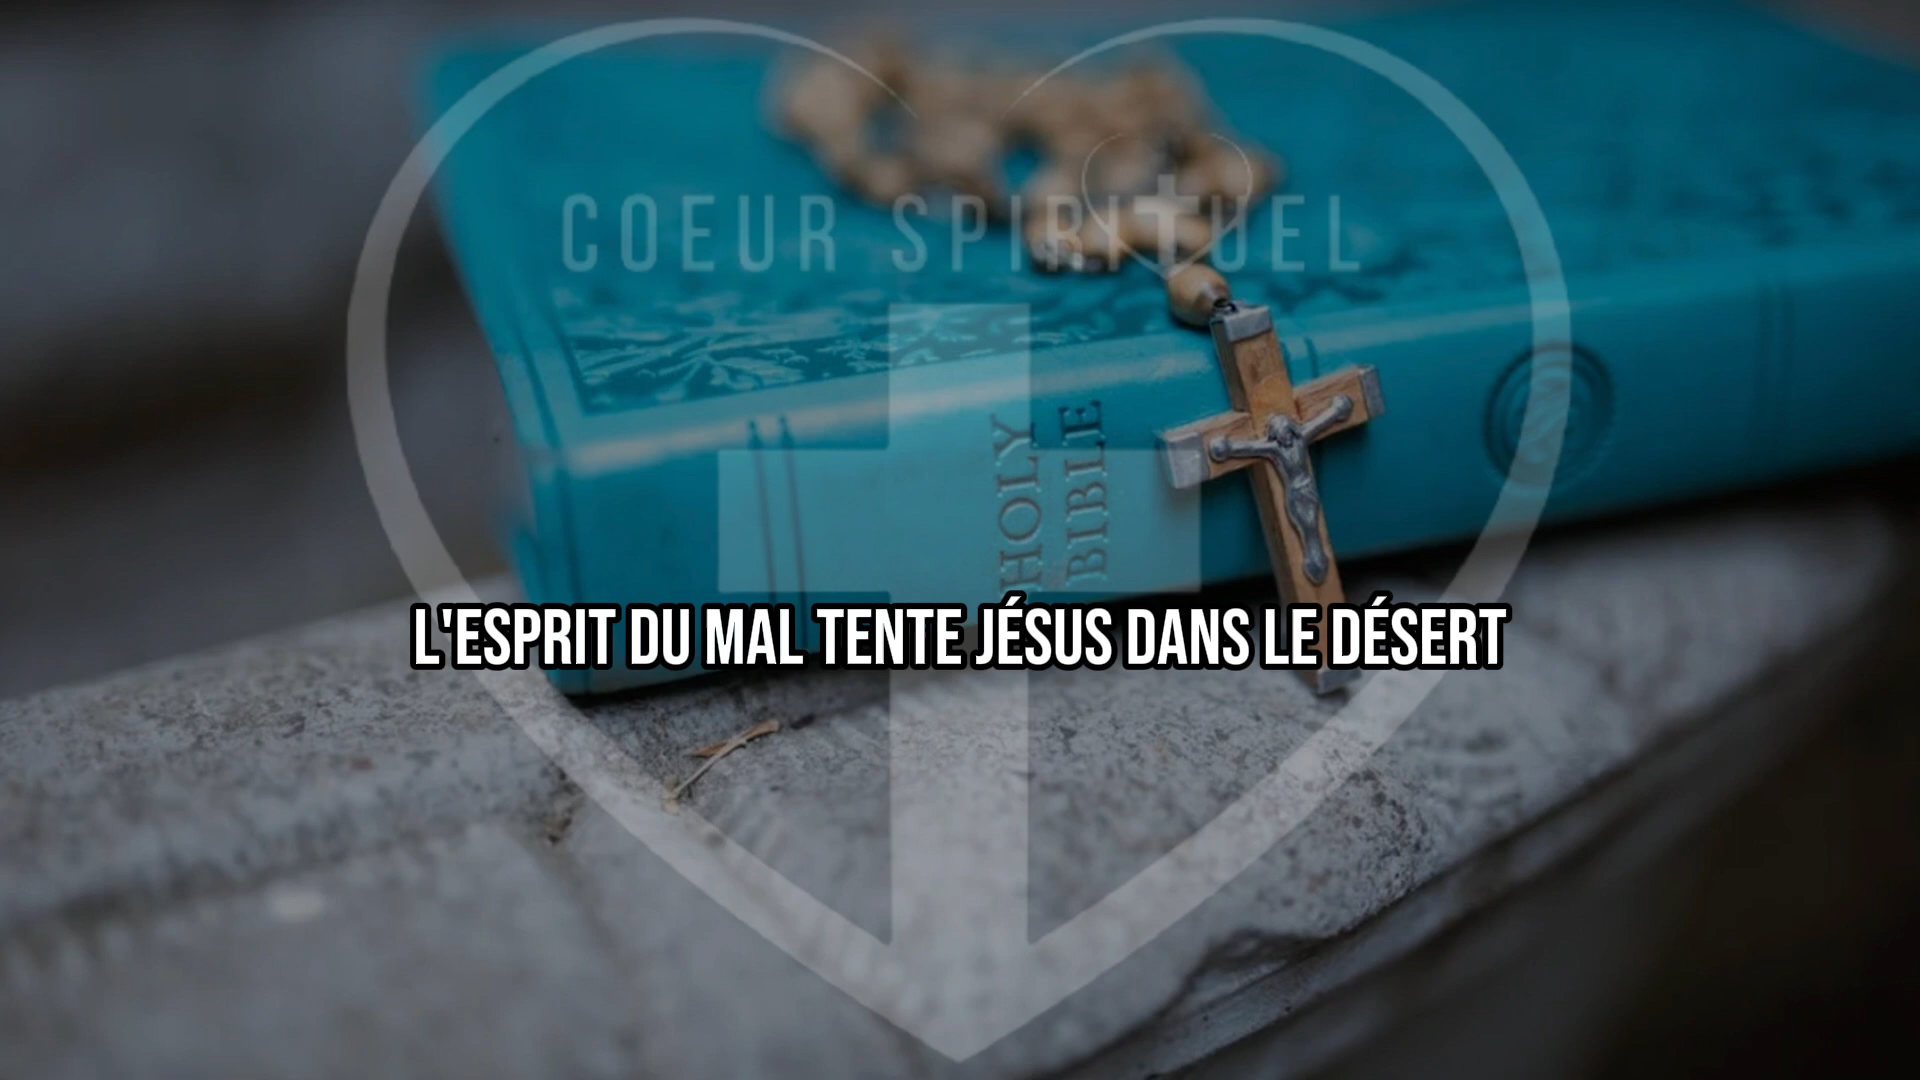 COEUR SPIRITUEL
HOLY
BIBLE
L'ESPRIT DU MAL TENTE JÉSUS DANS LE DÉSERT